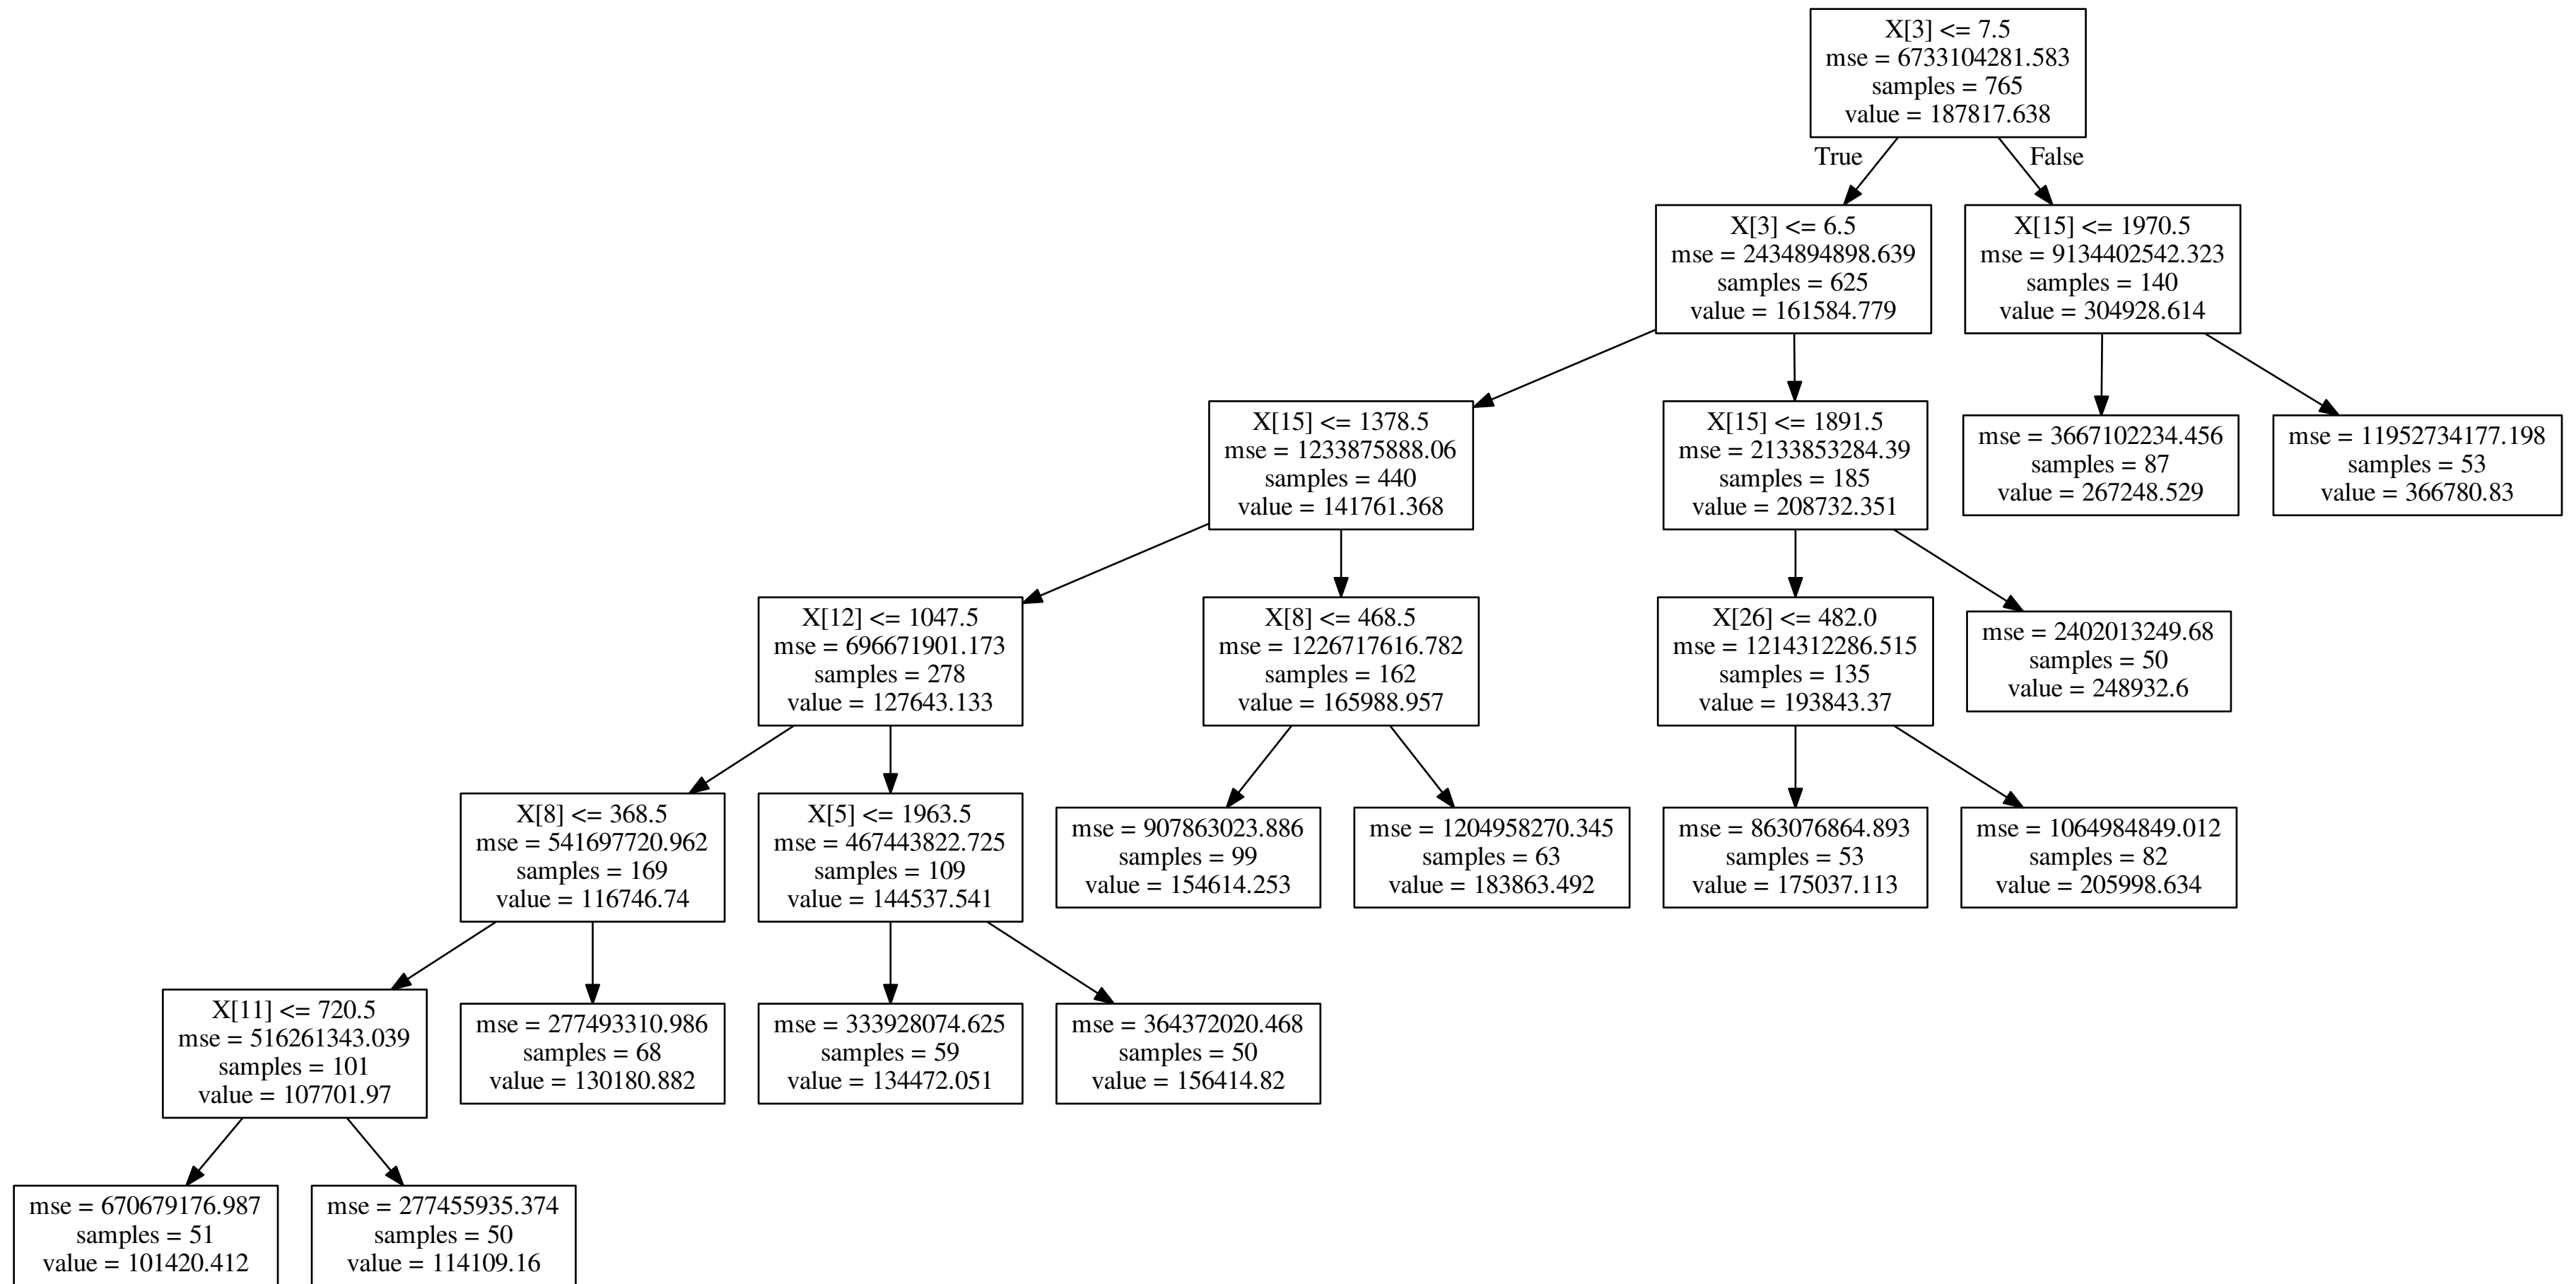 X[3] <= 7.5
mse = 6733104281.583
samples = 765
value = 187817.638
True
False
X[3] <= 6.5
mse = 2434894898.639
samples = 625
value = 161584.779
X[15] <= 1970.5
mse = 9134402542.323
samples = 140
value = 304928.614
X[15] <= 1378.5
mse = 1233875888.06
samples = 440
value = 141761.368
X[15] <= 1891.5
mse = 2133853284.39
samples = 185
value = 208732.351
mse = 3667102234.456
samples = 87
value = 267248.529
mse = 11952734177.198
samples = 53
value = 366780.83
X[12] <= 1047.5
mse = 696671901.173
samples = 278
value = 127643.133
X[8] <= 468.5
mse = 1226717616.782
samples = 162
value = 165988.957
X[26] <= 482.0
mse = 1214312286.515
samples = 135
value = 193843.37
mse = 2402013249.68
samples = 50
value = 248932.6
X[8] <= 368.5
mse = 541697720.962
samples = 169
value = 116746.74
X[5] <= 1963.5
mse = 467443822.725
samples = 109
value = 144537.541
mse = 907863023.886
samples = 99
value = 154614.253
mse = 1204958270.345
samples = 63
value = 183863.492
mse = 863076864.893
samples = 53
value = 175037.113
mse = 1064984849.012
samples = 82
value = 205998.634
X[11] <= 720.5
mse = 516261343.039
samples = 101
value = 107701.97
mse = 277493310.986
samples = 68
value = 130180.882
mse = 333928074.625
samples = 59
value = 134472.051
mse = 364372020.468
samples = 50
value = 156414.82
mse = 670679176.987
samples = 51
value = 101420.412
mse = 277455935.374
samples = 50
value = 114109.16